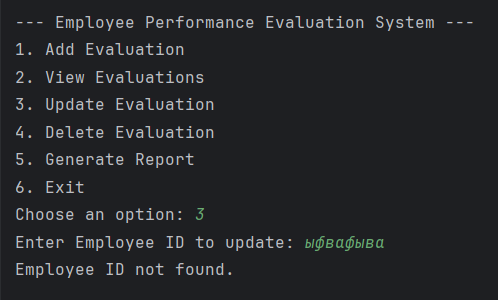 --- Employee Performance Evaluation System ---
1. Add Evaluation
2. View Evaluations
3. Update Evaluation
4. Delete Evaluation
5. Generate Report
6. Exit
Choose an option: 3
Enter Employee ID to update: ыфвафыва
Employee ID not found.